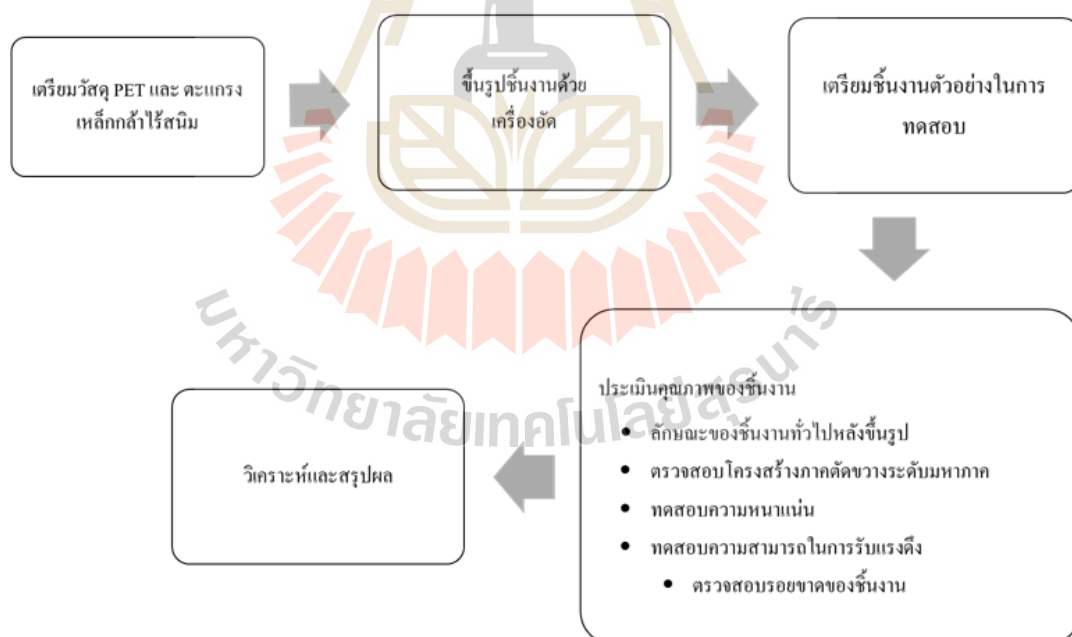 เตรียมวัสดุ PET และ ตะแกรง
เหล็กกล้าไร้สนิม
ขึ้นรูปชิ้นงานด้วย
เครื่องอัด
เตรียมชิ้นงานตัวอย่างในการ
ทดสอบ
ประเมินคุณภาพของชิ้นงาน
• ลักษณะของชิ้นงานทั่วไปหลังขึ้นรูป
• ตรวจสอบโครงสร้างภาคตัดขวางระดับมหาภาค
• ทดสอบความหนาแน่น
• ทดสอบความสามารถในการรับแรงดึง
• ตรวจสอบรอยขาดของชิ้นงาน
วิเคราะห์และสรุปผล
มหาวิทยาลัยเทคโนโลยีสุรนารี